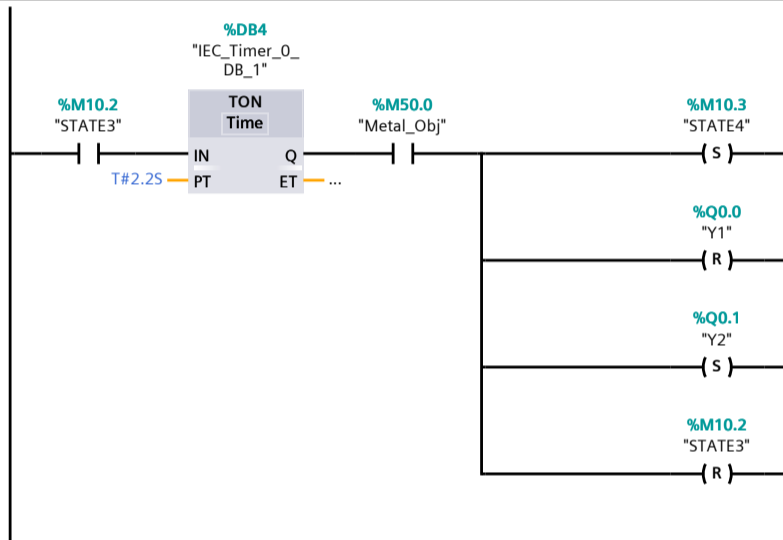 %DB4
"IEC_Timer_0_
DB_1"
%M10.2
"STATE3"
TON
Time
IN
Q
T#2.2S
PT
ET
...
%M50.0
"Metal_Obj"
%M10.3
"STATE4"
S
%Q0.0
"Y1"
R
%Q0.1
"Y2"
S
%M10.2
"STATE3"
R